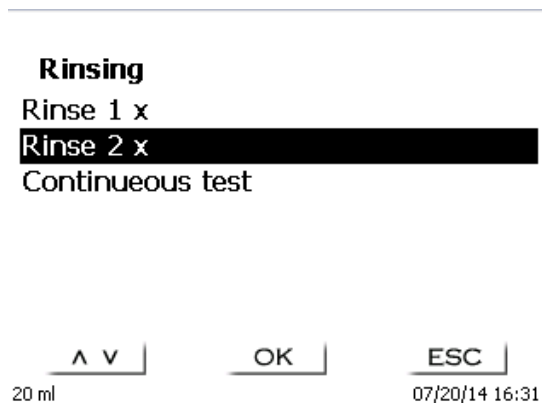 Rinsing
Rinse 1 x
Rinse 2 x
Continueous test
∧ ∨ OK ESC
20 ml 07/20/14 16:31